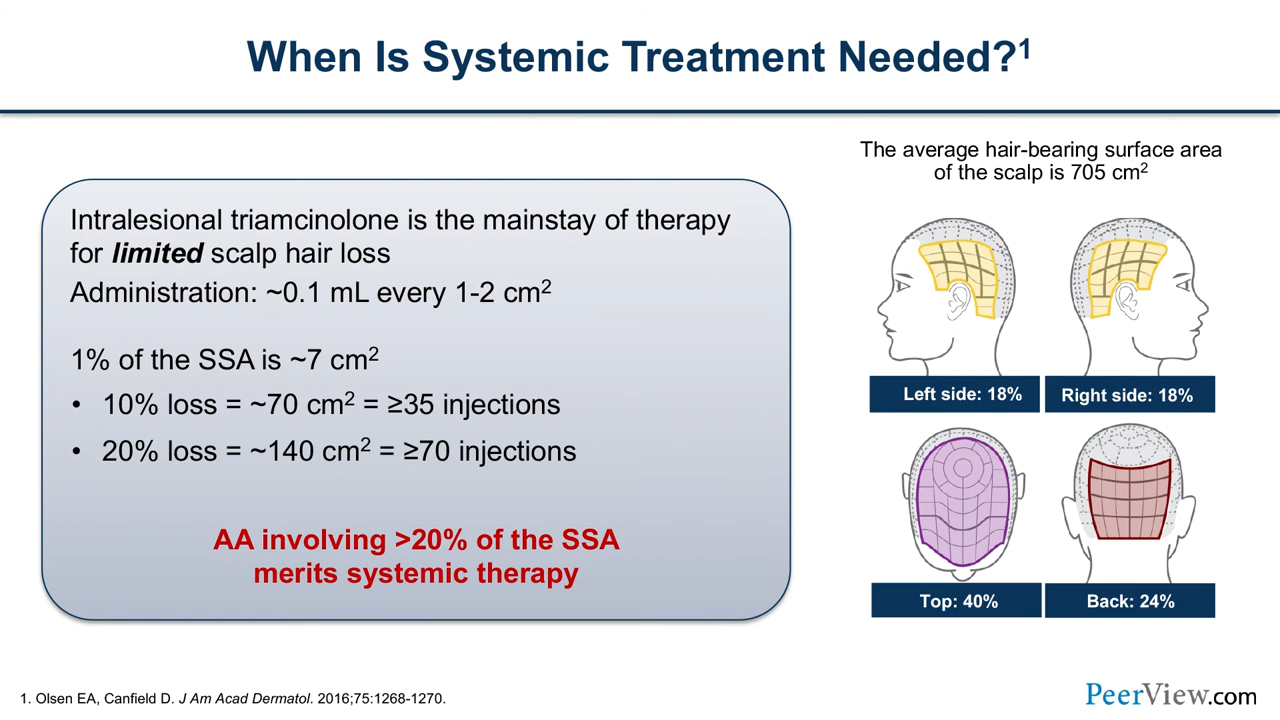 When Is Systemic Treatment Needed?¹
The average hair-bearing surface area
of the scalp is 705 cm²
Intralesional triamcinolone is the mainstay of therapy
for limited scalp hair loss
Administration: ~0.1 mL every 1-2 cm²
1% of the SSA is ~7 cm²
• 10% loss = ~70 cm² = ≥35 injections
• 20% loss = ~140 cm² = ≥70 injections
AA involving >20% of the SSA
merits systemic therapy
Left side: 18%
Right side: 18%
Top: 40%
Back: 24%
1. Olsen EA, Canfield D. J Am Acad Dermatol. 2016;75:1268-1270.
PeerView.com